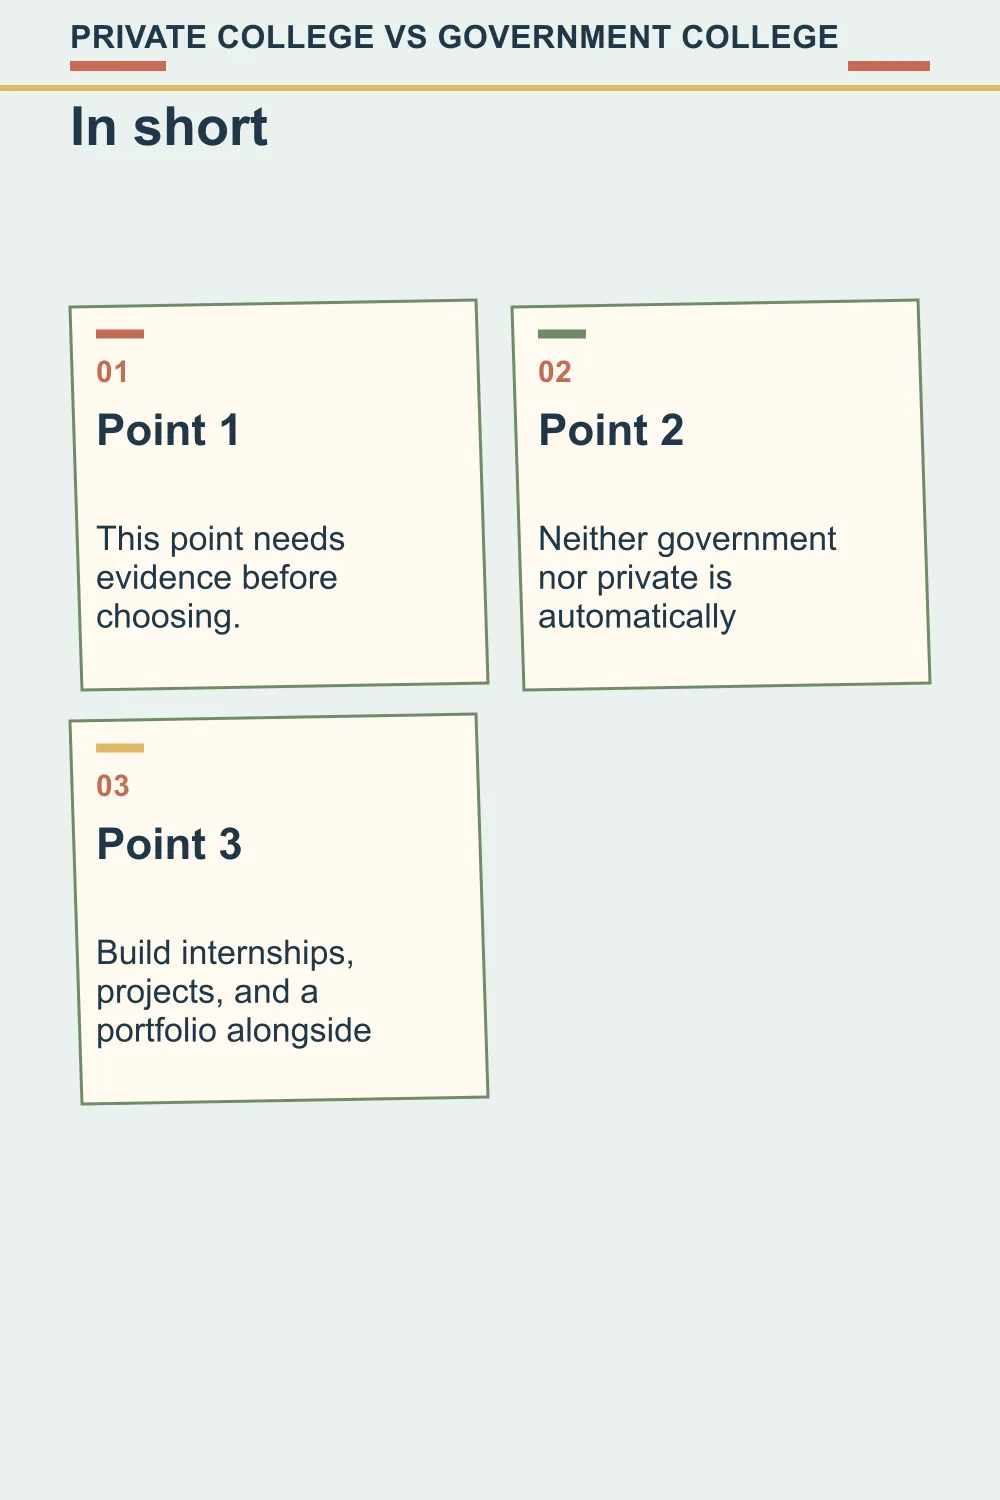 PRIVATE COLLEGE VS GOVERNMENT COLLEGE
In short
01
Point 1
This point needs
evidence before
choosing.
02
Point 2
Neither government
nor private is
automatically
03
Point 3
Build internships,
projects, and a
portfolio alongside